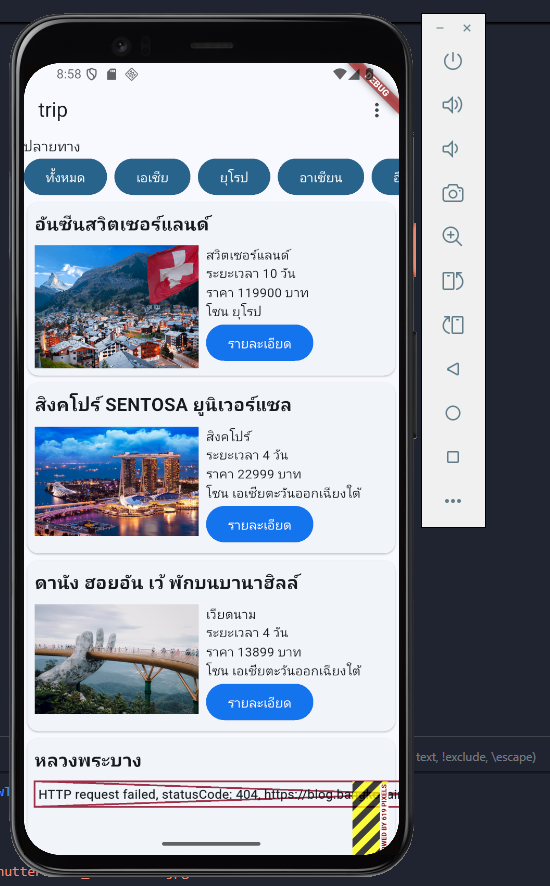 8:58
DEBUG
trip
ปลายทาง
ทั้งหมด
เอเชีย
ยุโรป
อาเซียน
อันซีนสวิตเซอร์แลนด์
สวิตเซอร์แลนด์
ระยะเวลา 10 วัน
ราคา 119900 บาท
โซน ยุโรป
รายละเอียด
สิงคโปร์ SENTOSA ยูนิเวอร์แซล
สิงคโปร์
ระยะเวลา 4 วัน
ราคา 22999 บาท
โซน เอเชียตะวันออกเฉียงใต้
รายละเอียด
ดานัง ฮอยอัน เว้ พักบนบานาฮิลล์
เวียดนาม
ระยะเวลา 4 วัน
ราคา 13899 บาท
โซน เอเชียตะวันออกเฉียงใต้
รายละเอียด
หลวงพระบาง
HTTP request failed, statusCode: 404, https://blog.ba
BY 619 PIXELS
text, !exclude, \escape)